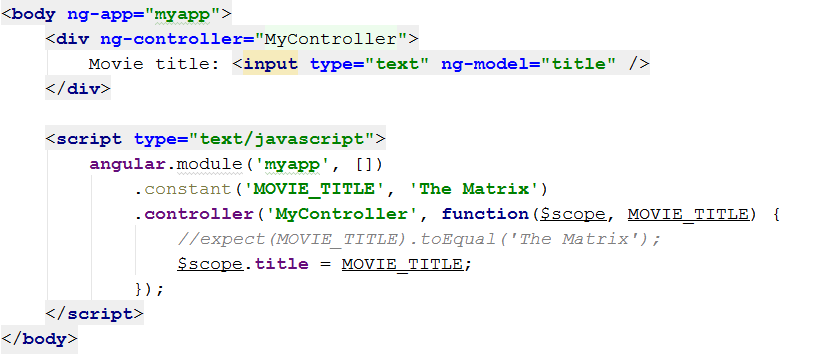 <body ng-app="myapp">
    <div ng-controller="MyController">
        Movie title: <input type="text" ng-model="title" />
    </div>

    <script type="text/javascript">
        angular.module('myapp', [])
            .constant('MOVIE_TITLE', 'The Matrix')
            .controller('MyController', function($scope, MOVIE_TITLE) {
                //expect(MOVIE_TITLE).toEqual('The Matrix');
                $scope.title = MOVIE_TITLE;
            });
    </script>
</body>